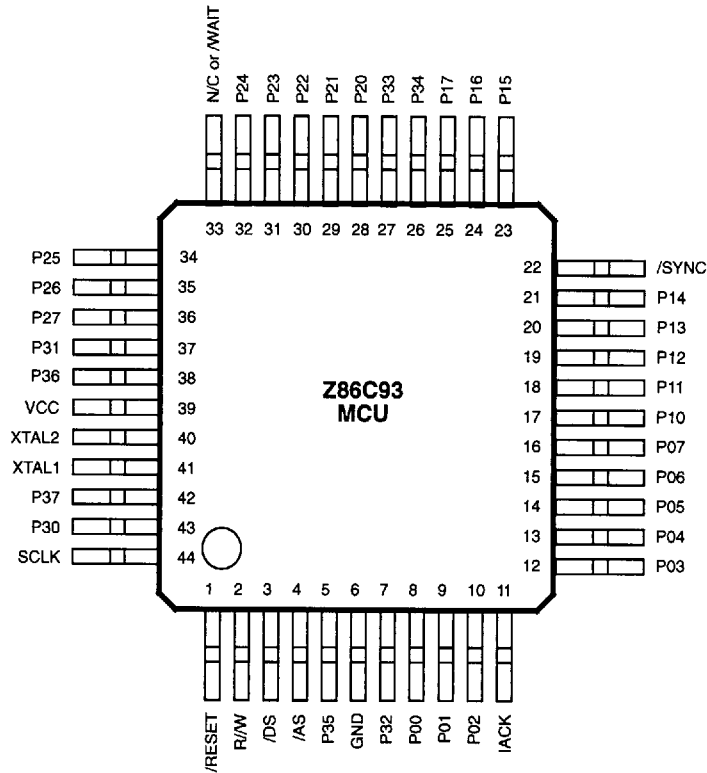 N/C or /WAIT
P24
P23
P22
P21
P20
P33
P34
P17
P16
P15
33 32 31 30 29 28 27 26 25 24 23
P25 34
P26 35
P27 36
P31 37
P36 38
VCC 39
XTAL2 40
XTAL1 41
P37 42
P30 43
SCLK 44
Z86C93
MCU
22 /SYNC
21 P14
20 P13
19 P12
18 P11
17 P10
16 P07
15 P06
14 P05
13 P04
12 P03
1 2 3 4 5 6 7 8 9 10 11
/RESET
R//W
/DS
/AS
P35
GND
P32
P00
P01
P02
IACK